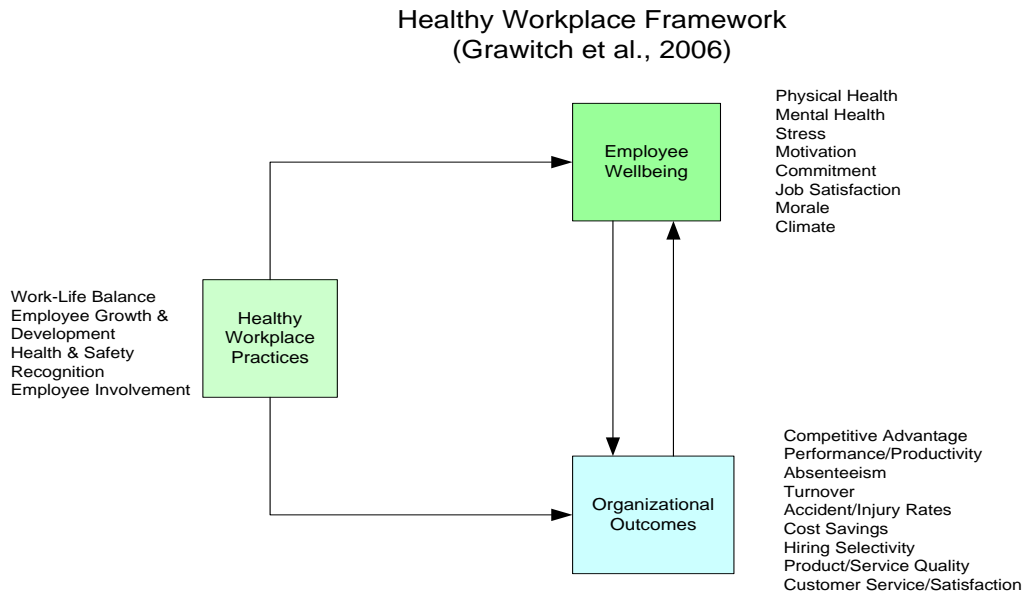 Healthy Workplace Framework
(Grawitch et al., 2006)
Physical Health
Mental Health
Stress
Motivation
Commitment
Job Satisfaction
Morale
Climate
Employee
Wellbeing
Work-Life Balance
Employee Growth &
Development
Health & Safety
Recognition
Employee Involvement
Healthy
Workplace
Practices
Organizational
Outcomes
Competitive Advantage
Performance/Productivity
Absenteeism
Turnover
Accident/Injury Rates
Cost Savings
Hiring Selectivity
Product/Service Quality
Customer Service/Satisfaction